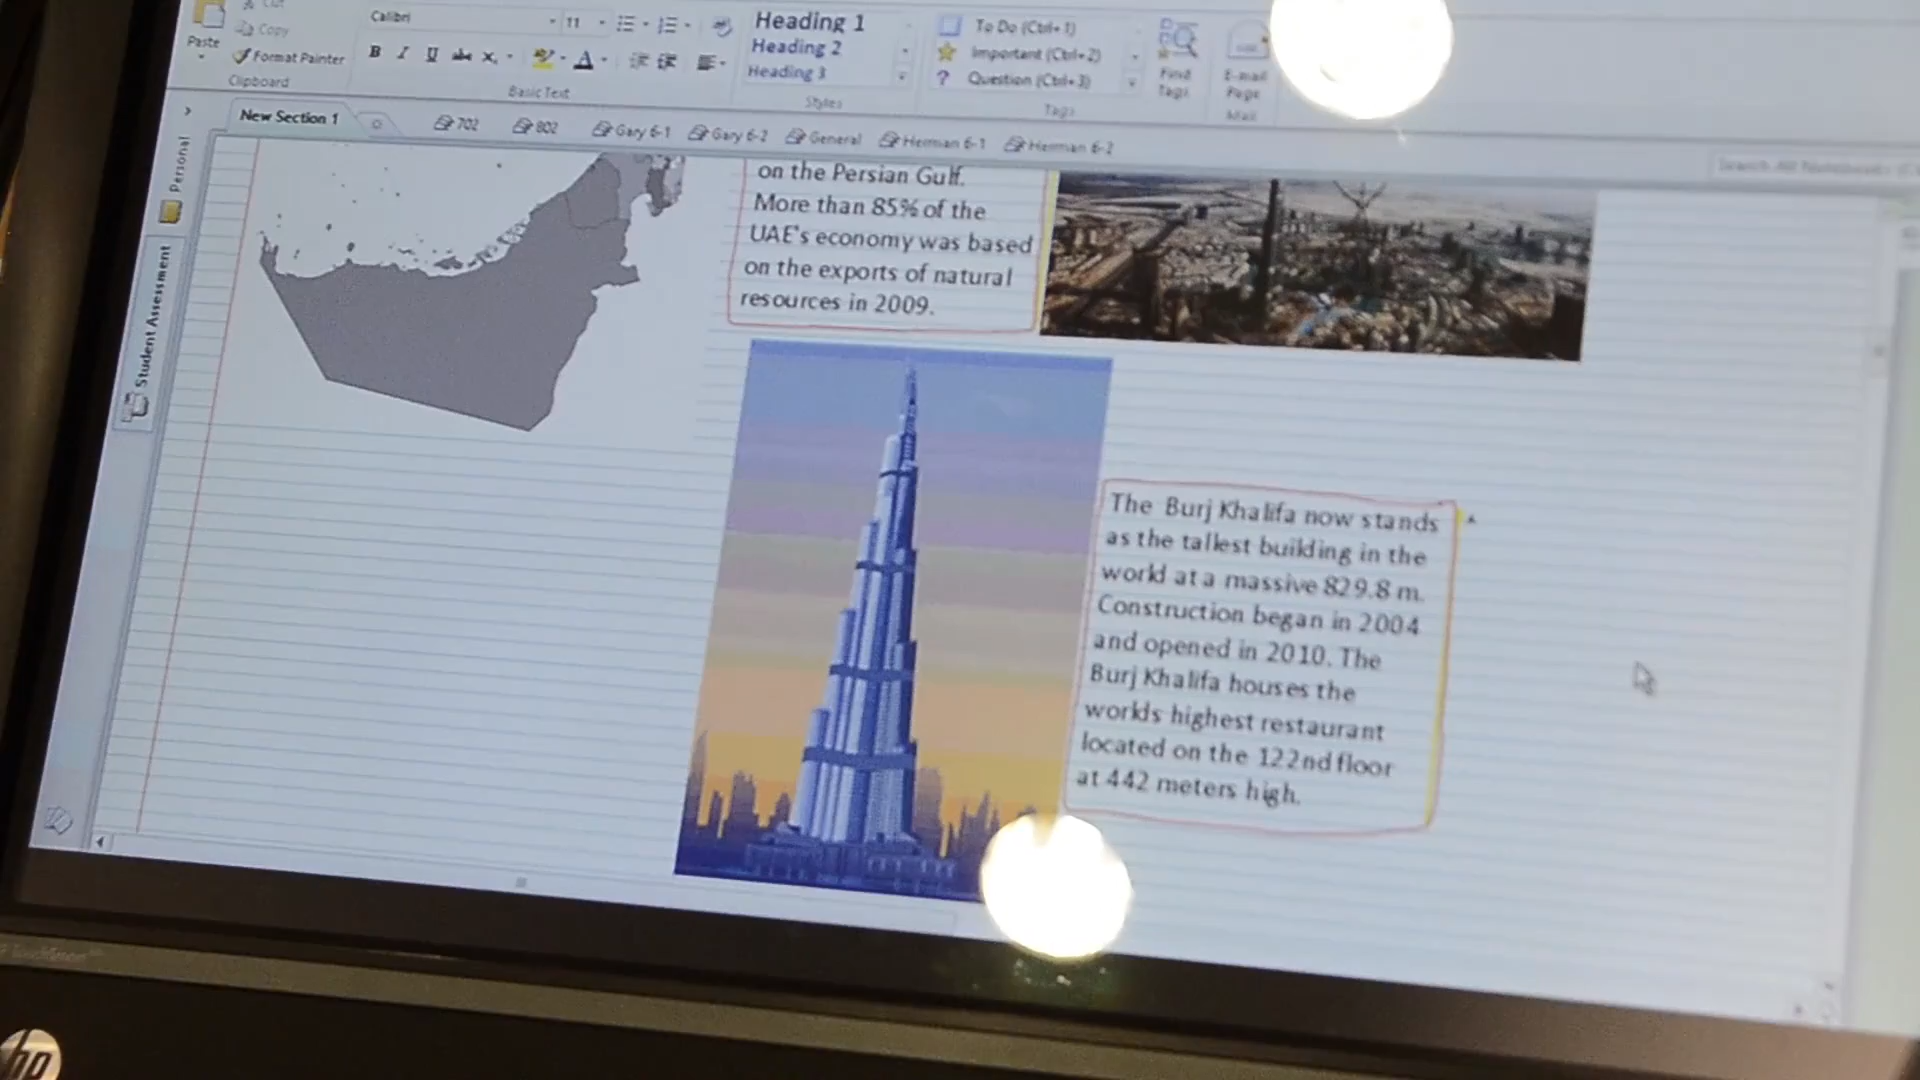 Cut
Calibri
11
Heading 1
Heading 2
Heading 3
To Do (Ctrl+1)
Important (Ctrl+2)
Question (Ctrl+3)
Paste
Copy
Format Painter
B I U abc
Find
Tags
E-mail
Page
Clipboard
Basic Text
Styles
Tags
Mail
New Section 1
702
802
Gary 6-1
Gary 6-2
General
Herman 6-1
Herman 6-2
Personal
Student Assessment
on the Persian Gulf.
More than 85% of the
UAE's economy was based
on the exports of natural
resources in 2009.
The Burj Khalifa now stands
as the tallest building in the
world at a massive 829.8 m.
Construction began in 2004
and opened in 2010. The
Burj Khalifa houses the
worlds highest restaurant
located on the 122nd floor
at 442 meters high.
hp